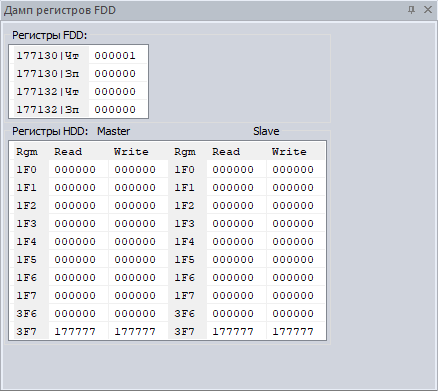 Дамп регистров FDD
Регистры FDD:
177130|Чт 000001
177130|Зп 000000
177132|Чт 000000
177132|Зп 000000
Регистры HDD: Master Slave
Rgm Read Write Rgm Read Write
1F0 000000 000000 1F0 000000 000000
1F1 000000 000000 1F1 000000 000000
1F2 000000 000000 1F2 000000 000000
1F3 000000 000000 1F3 000000 000000
1F4 000000 000000 1F4 000000 000000
1F5 000000 000000 1F5 000000 000000
1F6 000000 000000 1F6 000000 000000
1F7 000000 000000 1F7 000000 000000
3F6 000000 000000 3F6 000000 000000
3F7 177777 177777 3F7 177777 177777